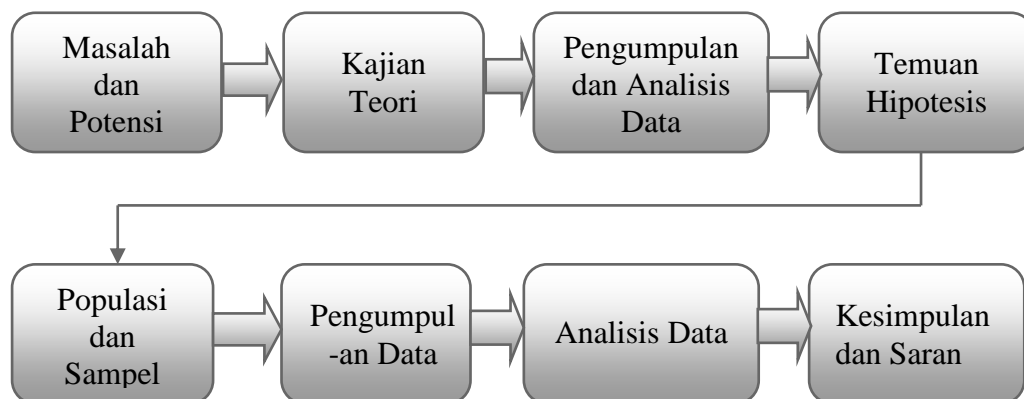 Masalah
dan
Potensi
Kajian
Teori
Pengumpulan
dan Analisis
Data
Temuan
Hipotesis
Populasi
dan
Sampel
Pengumpul
-an Data
Analisis Data
Kesimpulan
dan Saran